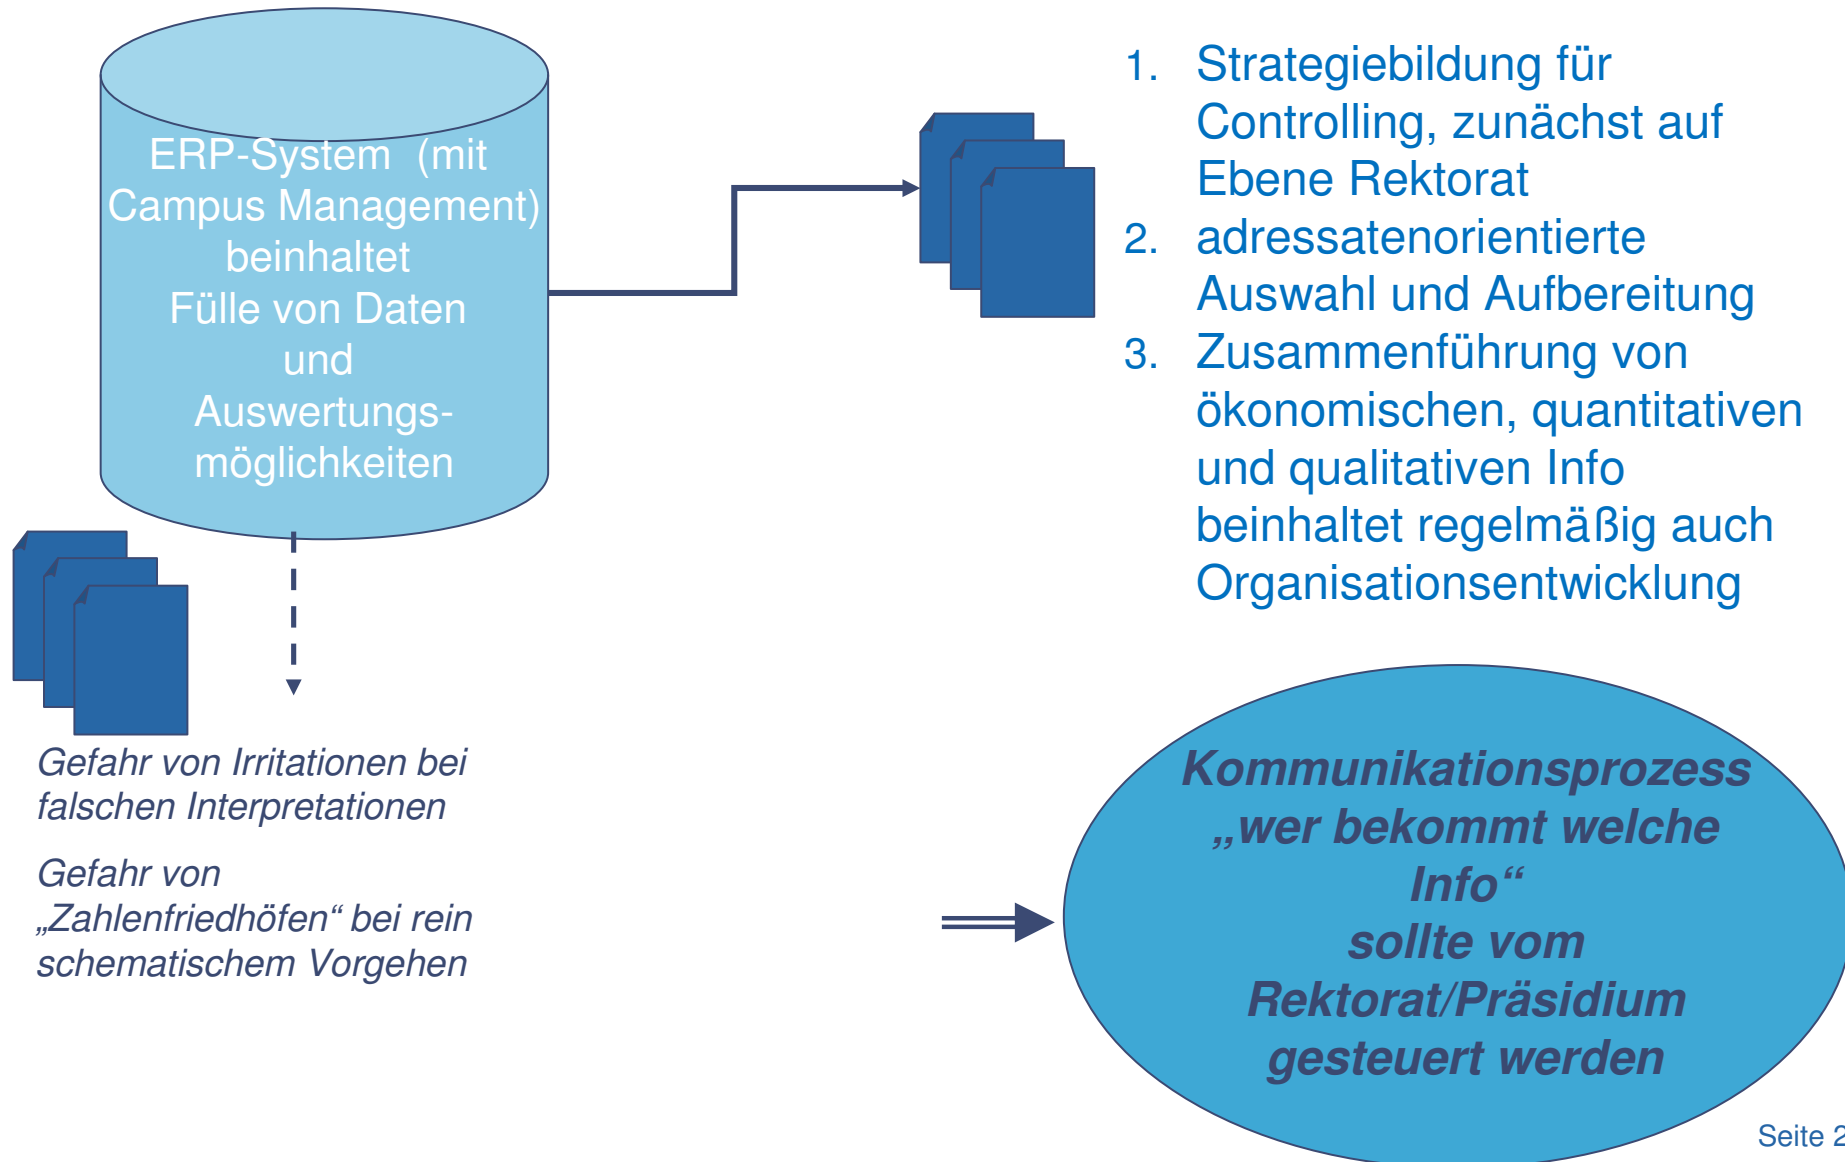 ERP-System (mit
Campus Management)
beinhaltet
Fülle von Daten
und
Auswertungs-
möglichkeiten
1. Strategiebildung für
Controlling, zunächst auf
Ebene Rektorat
2. adressatenorientierte
Auswahl und Aufbereitung
3. Zusammenführung von
ökonomischen, quantitativen
und qualitativen Info
beinhaltet regelmäßig auch
Organisationsentwicklung
Gefahr von Irritationen bei
falschen Interpretationen
Gefahr von
„Zahlenfriedhöfen“ bei rein
schematischem Vorgehen
Kommunikationsprozess
„wer bekommt welche
Info“
sollte vom
Rektorat/Präsidium
gesteuert werden
Seite 2